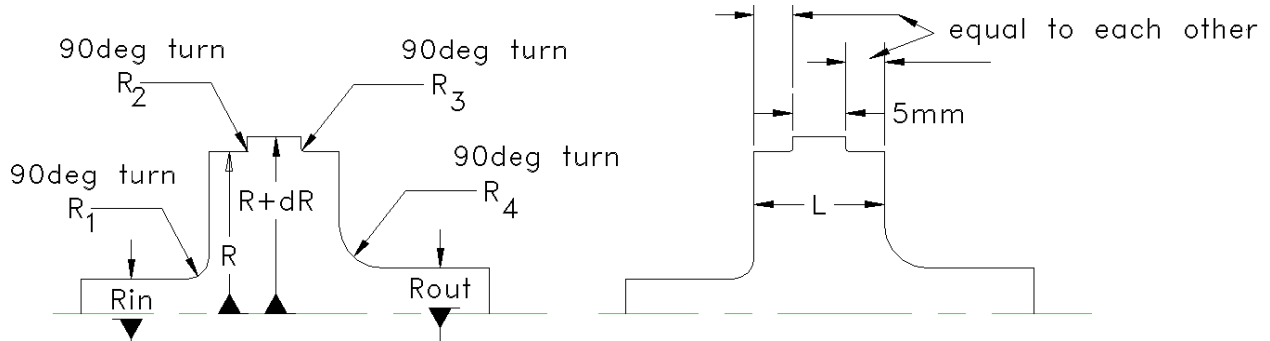 90deg turn
R2
90deg turn
R3
90deg turn
R1
90deg turn
R4
R+dR
R
Rin
Rout
equal to each other
5mm
L